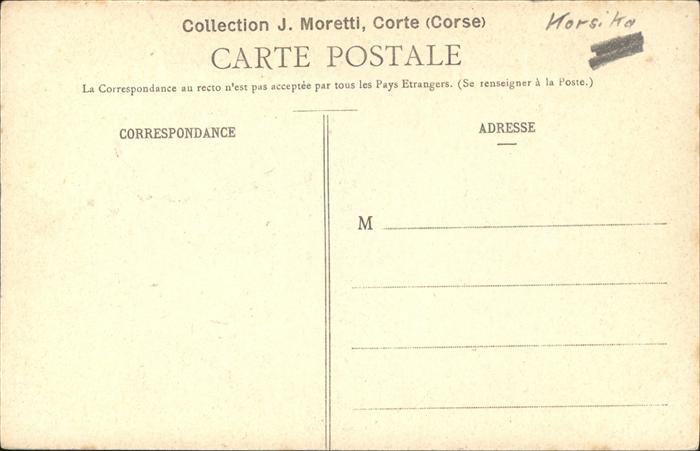 Collection J. Moretti, Corte (Corse)
Korsika
CARTE POSTALE
La Correspondance au recto n'est pas acceptée par tous les Pays Etrangers. (Se renseigner à la Poste.)
CORRESPONDANCE
ADRESSE
M